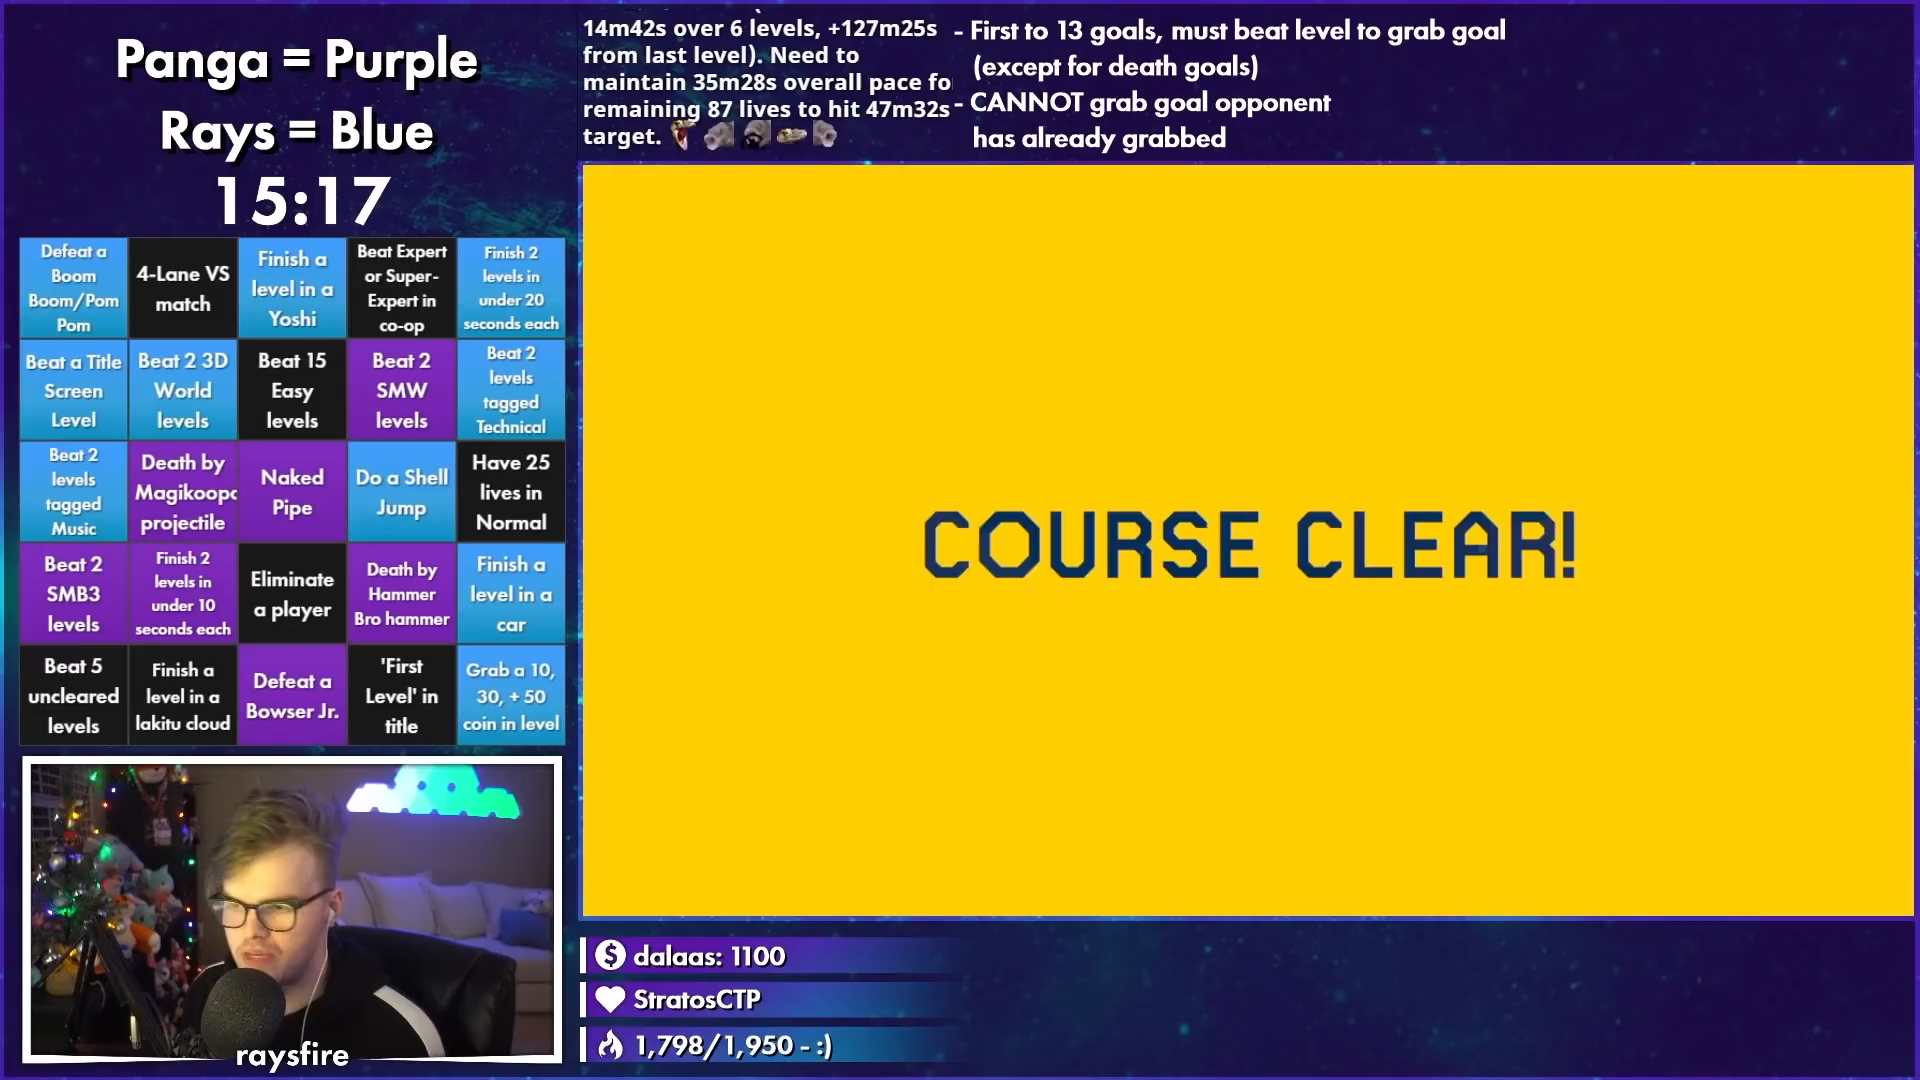 Panga = Purple
Rays = Blue
15:17
Defeat a
Boom
Boom/Pom
Pom
4-Lane VS
match
Finish a
level in a
Yoshi
Beat Expert
or Super-
Expert in
co-op
Finish 2
levels in
under 20
seconds each
Beat a Title
Screen
Level
Beat 2 3D
World
levels
Beat 15
Easy
levels
Beat 2
SMW
levels
Beat 2
levels
tagged
Technical
Beat 2
levels
tagged
Music
Death by
Magikoopa
projectile
Naked
Pipe
Do a Shell
Jump
Have 25
lives in
Normal
Beat 2
SMB3
levels
Finish 2
levels in
under 10
seconds each
Eliminate
a player
Death by
Hammer
Bro hammer
Finish a
level in a
car
Beat 5
uncleared
levels
Finish a
level in a
lakitu cloud
Defeat a
Bowser Jr.
'First
Level' in
title
Grab a 10,
30, + 50
coin in level
raysfire
14m42s over 6 levels, +127m25s
from last level). Need to
maintain 35m28s overall pace fo
remaining 87 lives to hit 47m32s
target.
- First to 13 goals, must beat level to grab goal
(except for death goals)
- CANNOT grab goal opponent
has already grabbed
COURSE CLEAR!
dalaas: 1100
StratosCTP
1,798/1,950 - :)